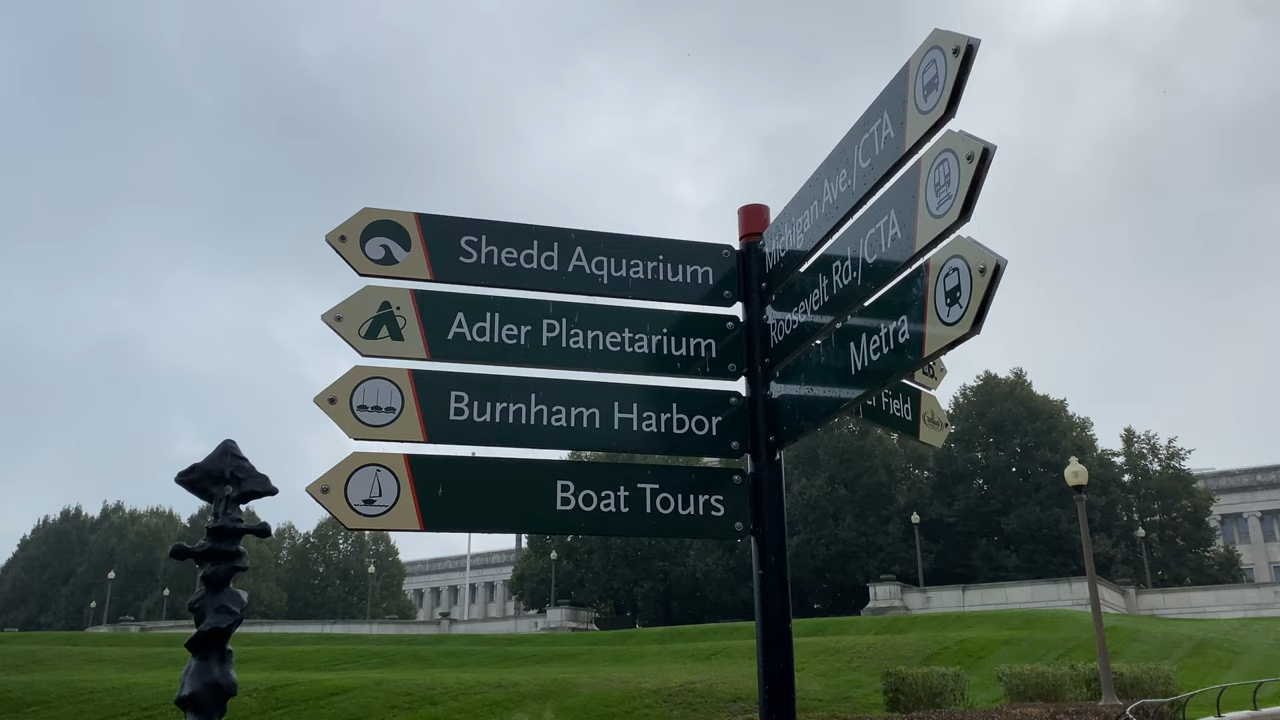 Shedd Aquarium
Adler Planetarium
Burnham Harbor
Boat Tours
Michigan Ave./CTA
Roosevelt Rd./CTA
Metra
Field